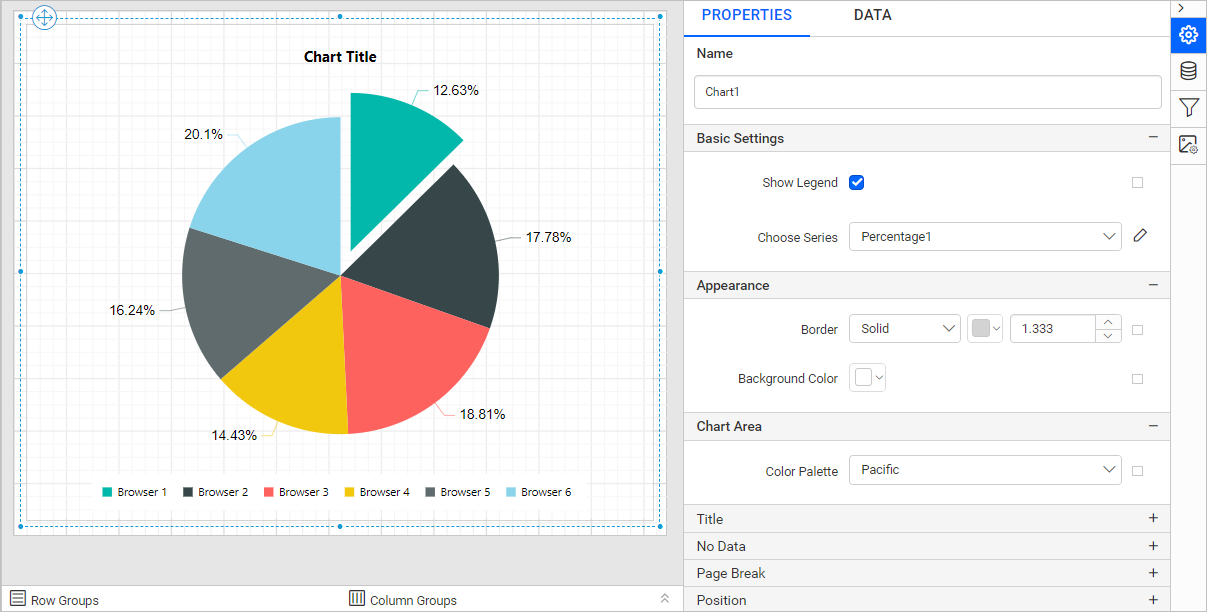 Chart Title
12.63%
20.1%
17.78%
16.24%
18.81%
14.43%
Browser 1 Browser 2 Browser 3 Browser 4 Browser 5 Browser 6
Row Groups Column Groups
PROPERTIES DATA
Name
Chart1
Basic Settings
Show Legend
Choose Series Percentage1
Appearance
Border Solid 1.333
Background Color
Chart Area
Color Palette Pacific
Title
No Data
Page Break
Position